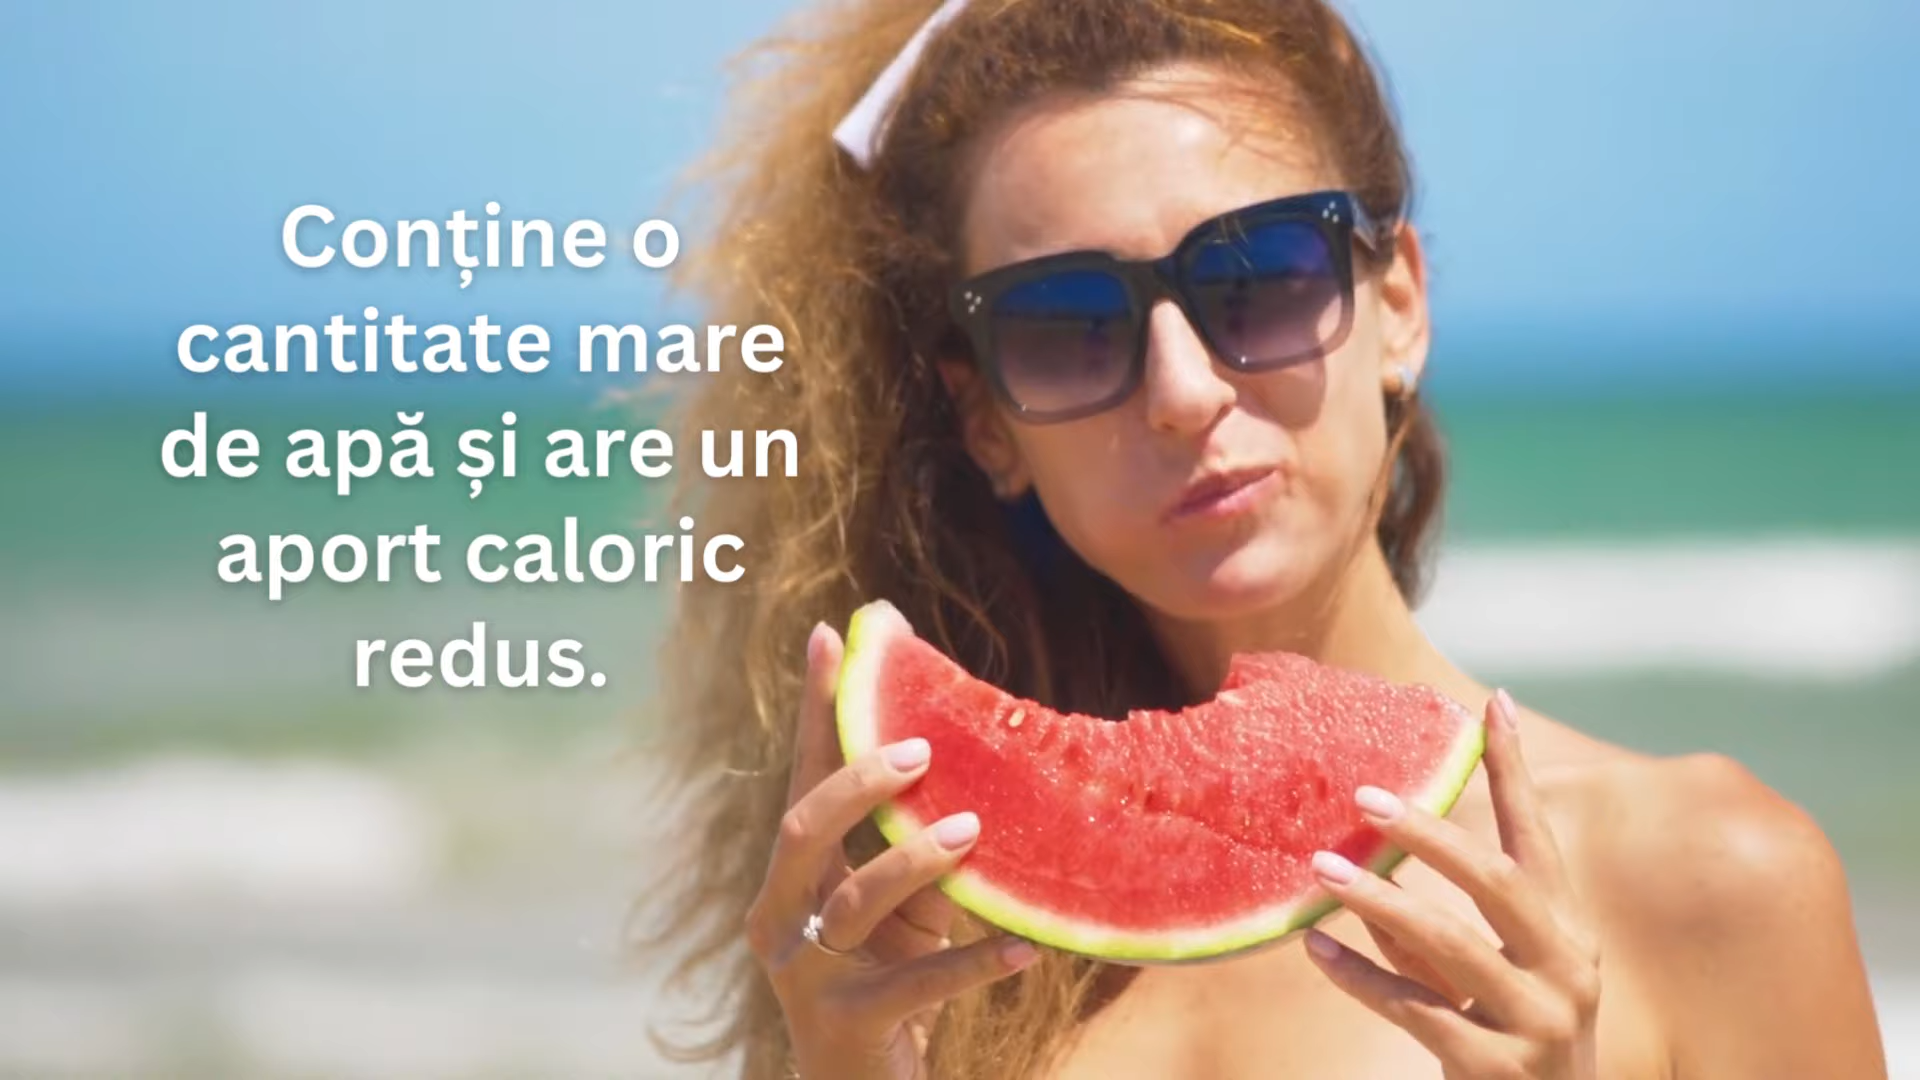 Conține o
cantitate mare
de apă și are un
aport caloric
redus.